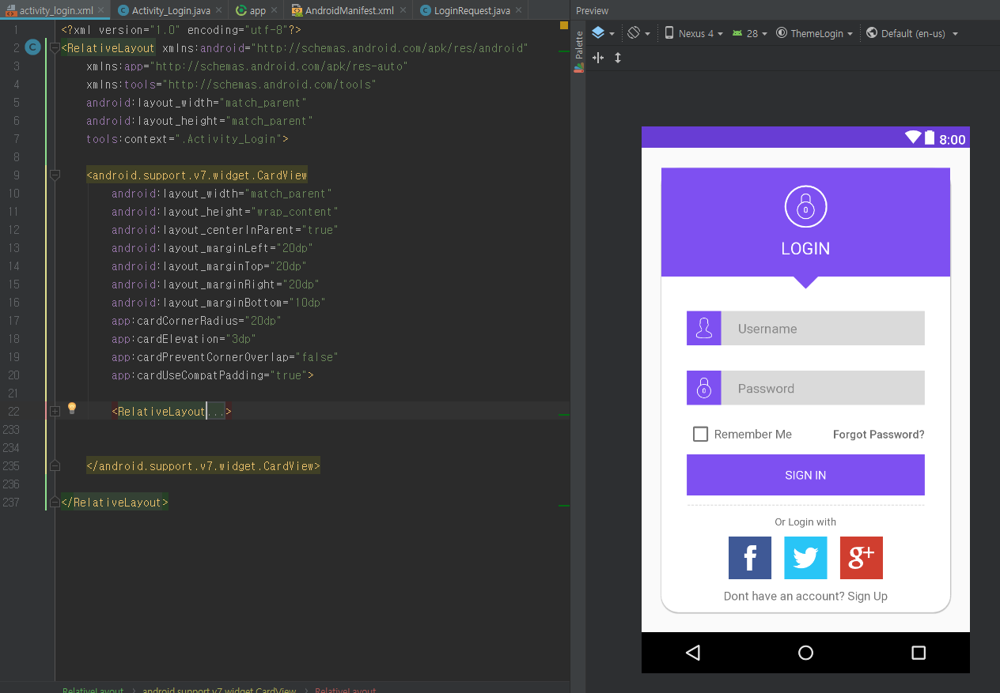 activity_login.xml
Activity_Login.java
app
AndroidManifest.xml
LoginRequest.java
1 <?xml version="1.0" encoding="utf-8"?>
2 <RelativeLayout xmlns:android="http://schemas.android.com/apk/res/android"
3 xmlns:app="http://schemas.android.com/apk/res-auto"
4 xmlns:tools="http://schemas.android.com/tools"
5 android:layout_width="match_parent"
6 android:layout_height="match_parent"
7 tools:context=".Activity_Login">
8
9 <android.support.v7.widget.CardView
10 android:layout_width="match_parent"
11 android:layout_height="wrap_content"
12 android:layout_centerInParent="true"
13 android:layout_marginLeft="20dp"
14 android:layout_marginTop="20dp"
15 android:layout_marginRight="20dp"
16 android:layout_marginBottom="10dp"
17 app:cardCornerRadius="20dp"
18 app:cardElevation="3dp"
19 app:cardPreventCornerOverlap="false"
20 app:cardUseCompatPadding="true">
21
22 <RelativeLayout...>
233
234
235 </android.support.v7.widget.CardView>
236
237 </RelativeLayout>
RelativeLayout › android.support.v7.widget.CardView › RelativeLayout
Preview
Palette
Nexus 4
28
ThemeLogin
Default (en-us)
8:00
LOGIN
Username
Password
Remember Me
Forgot Password?
SIGN IN
Or Login with
f
g+
Dont have an account? Sign Up